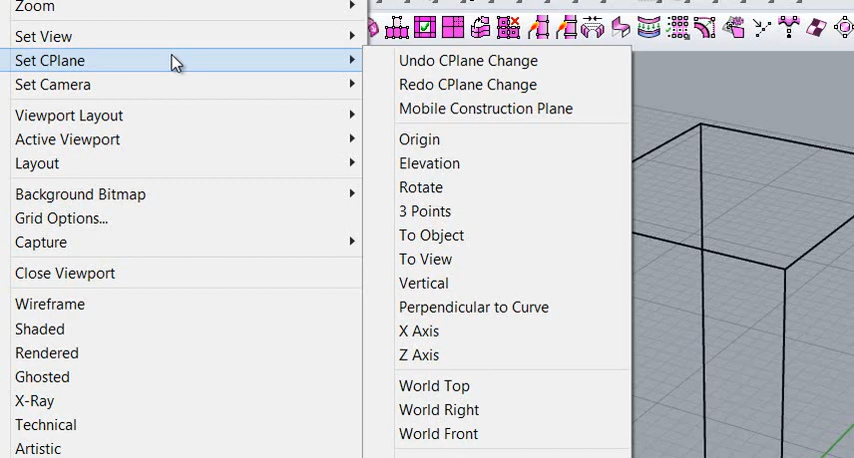 Zoom
Set View
Set CPlane
Set Camera
Viewport Layout
Active Viewport
Layout
Background Bitmap
Grid Options...
Capture
Close Viewport
Wireframe
Shaded
Rendered
Ghosted
X-Ray
Technical
Artistic
Undo CPlane Change
Redo CPlane Change
Mobile Construction Plane
Origin
Elevation
Rotate
3 Points
To Object
To View
Vertical
Perpendicular to Curve
X Axis
Z Axis
World Top
World Right
World Front